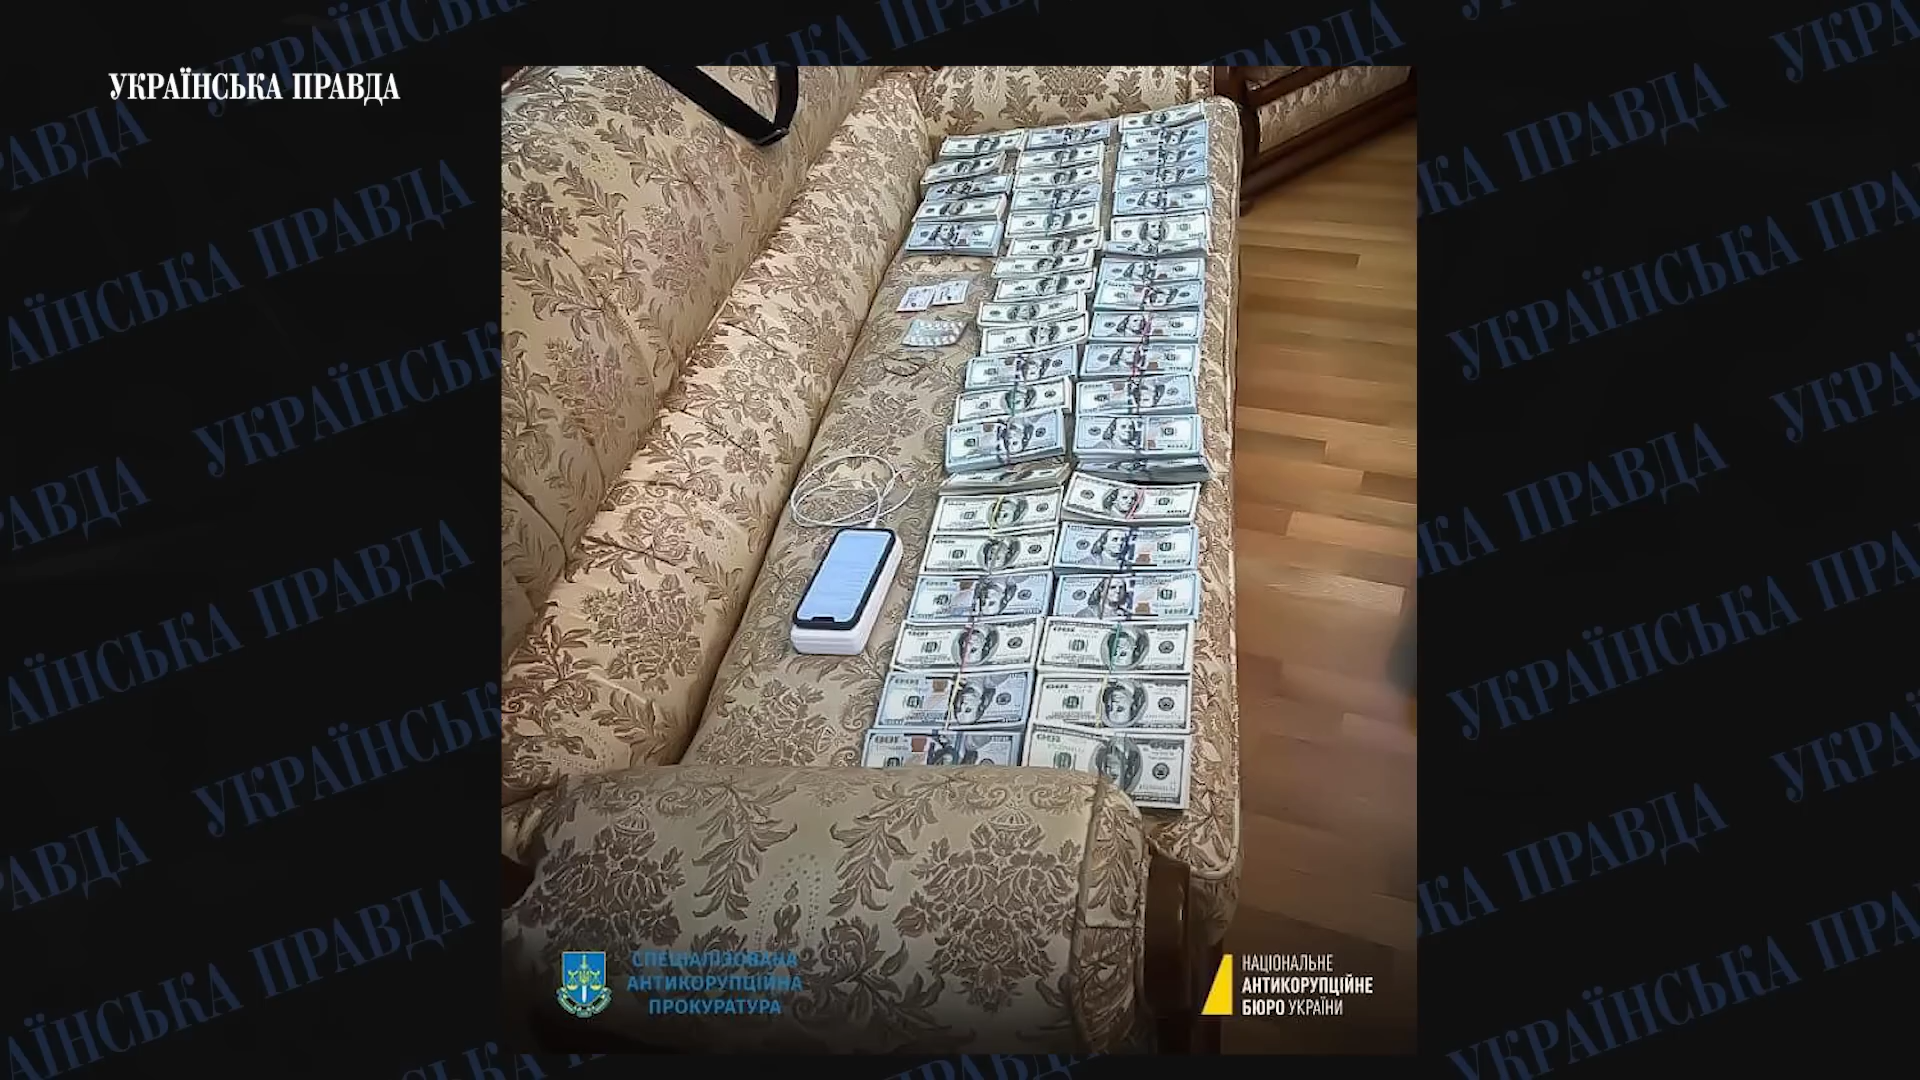 УКРАЇНСЬКА ПРАВДА
СПЕЦІАЛІЗОВАНА
АНТИКОРУПЦІЙНА
ПРОКУРАТУРА
НАЦІОНАЛЬНЕ
АНТИКОРУПЦІЙНЕ
БЮРО УКРАЇНИ